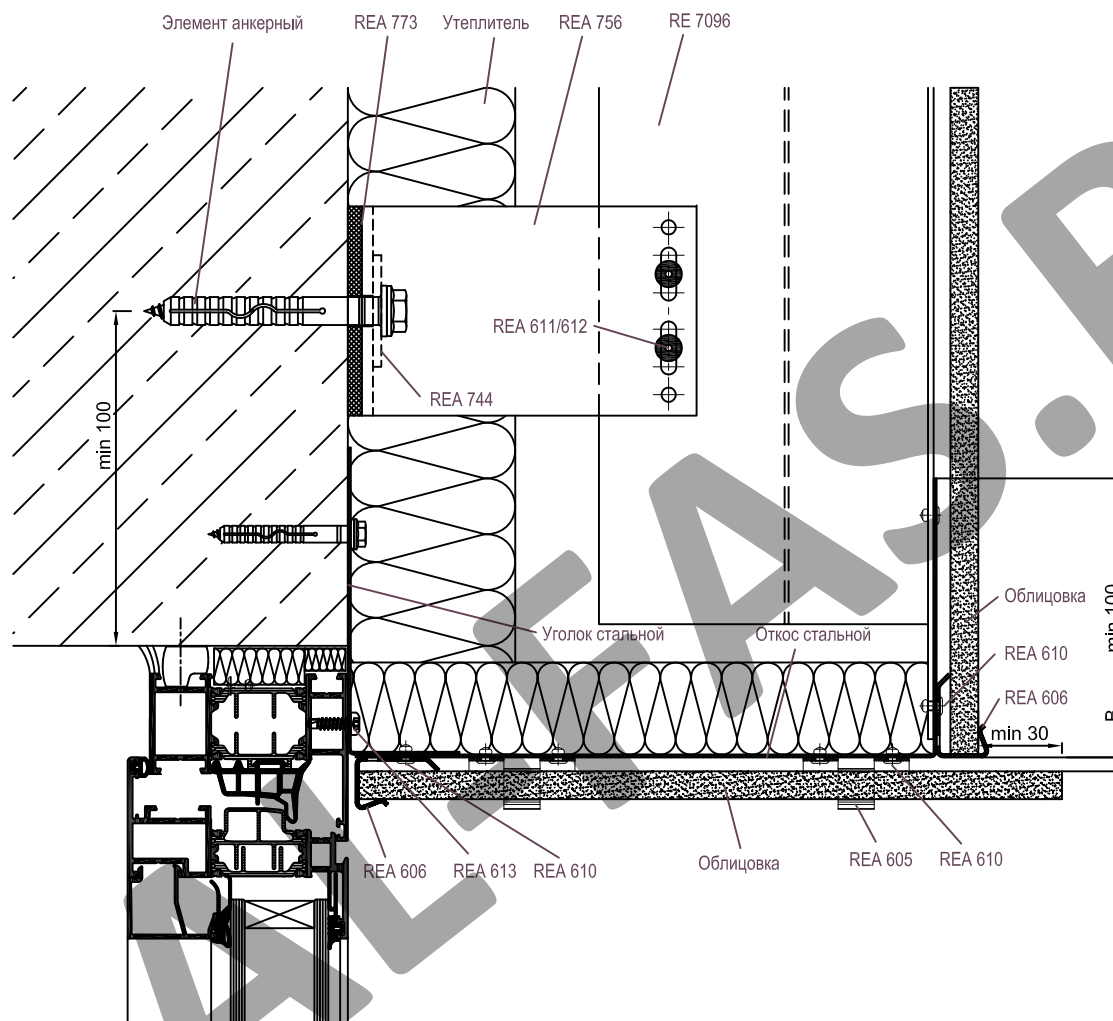 Элемент анкерный
REA 773
Утеплитель
REA 756
RE 7096
REA 611/612
REA 744
min 100
Облицовка
min 100
Уголок стальной
Откос стальной
REA 610
REA 606
min 30
REA 606
REA 613
REA 610
Облицовка
REA 605
REA 610